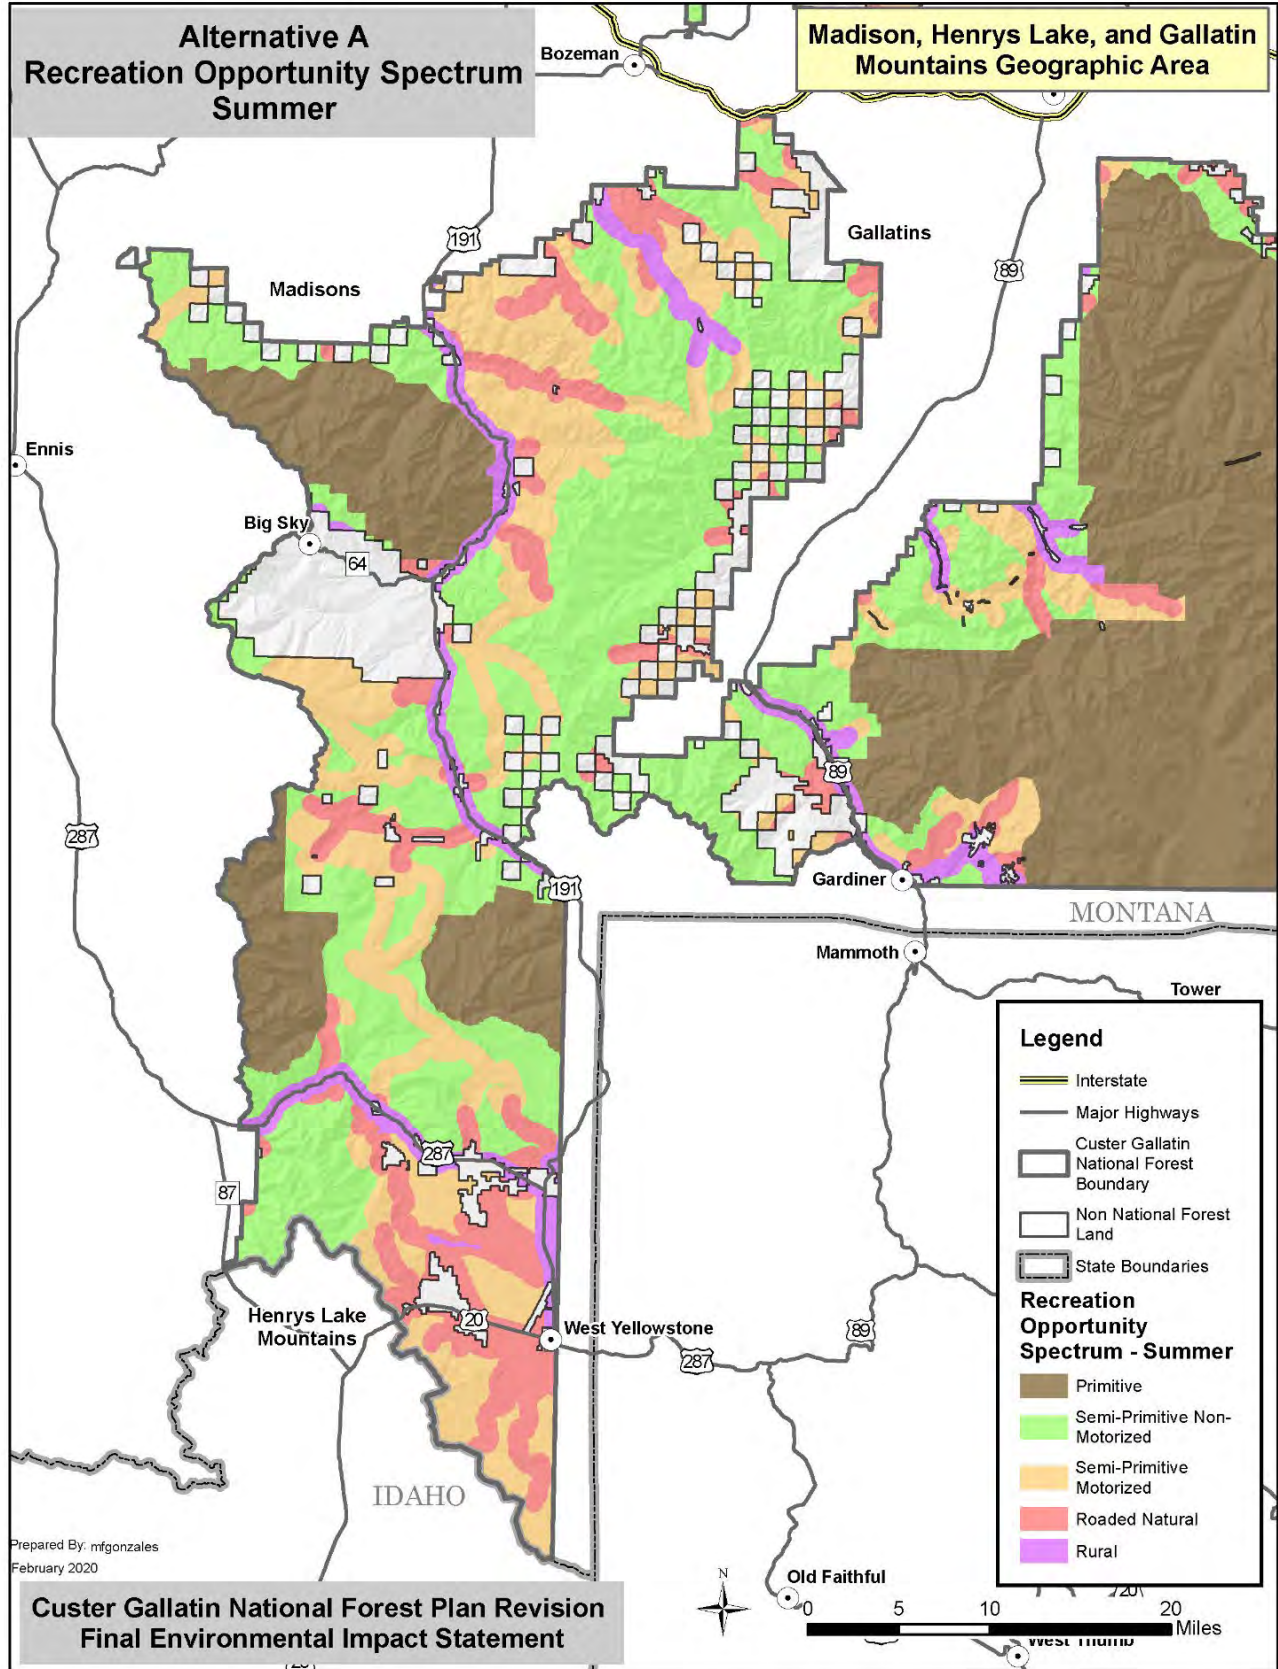 Alternative A
Recreation Opportunity Spectrum
Summer
Madison, Henrys Lake, and Gallatin
Mountains Geographic Area
Bozeman
191
Gallatins
89
Madisons
Ennis
Big Sky
64
89
287
191
Gardiner
MONTANA
Mammoth
Tower
287
87
Henrys Lake
Mountains
20
West Yellowstone
89
287
IDAHO
Legend
Interstate
Major Highways
Custer Gallatin
National Forest
Boundary
Non National Forest
Land
State Boundaries
Recreation
Opportunity
Spectrum - Summer
Primitive
Semi-Primitive Non-
Motorized
Semi-Primitive
Motorized
Roaded Natural
Rural
Prepared By: mfgonzales
February 2020
Custer Gallatin National Forest Plan Revision
Final Environmental Impact Statement
N
Old Faithful
20
0 5 10 20
Miles
West Thumb